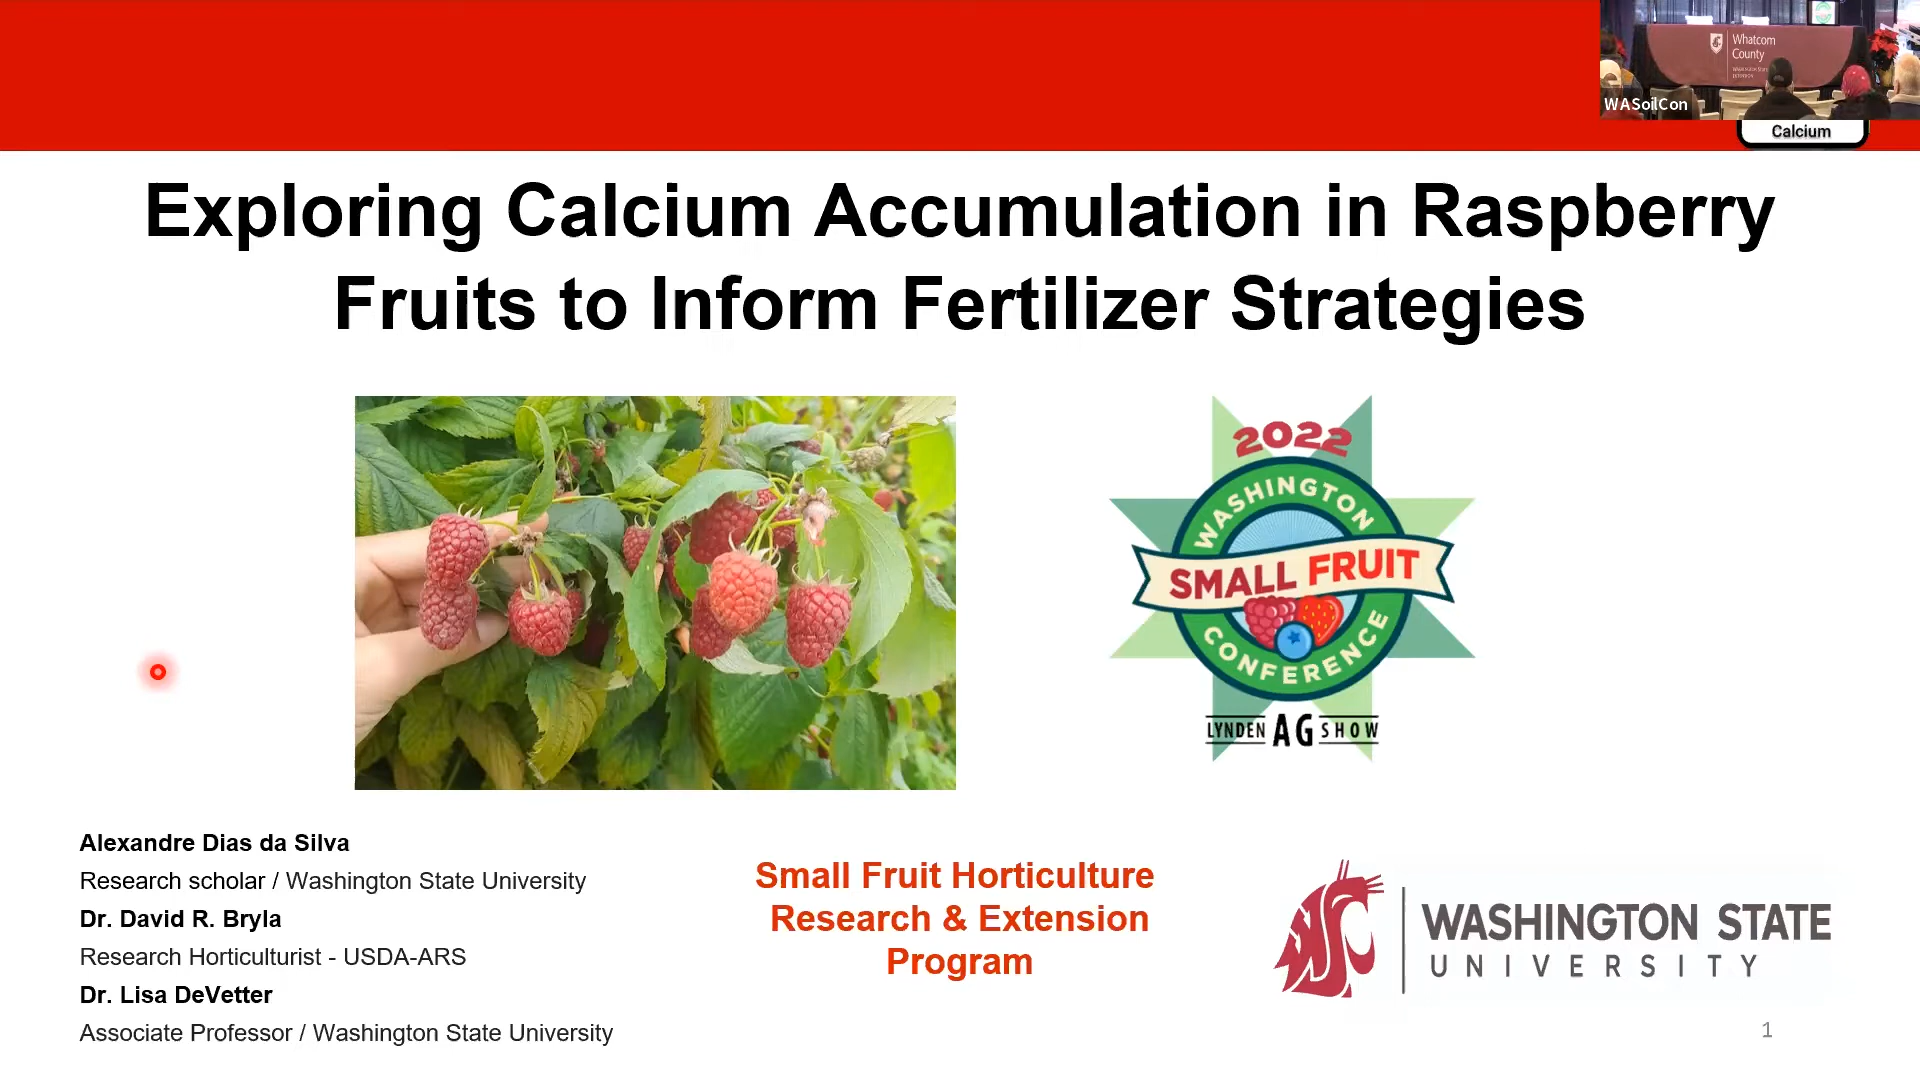 Whatcom
County
WASoilCon
Calcium
Exploring Calcium Accumulation in Raspberry
Fruits to Inform Fertilizer Strategies
2022
WASHINGTON
SMALL FRUIT
CONFERENCE
LYNDEN AG SHOW
Alexandre Dias da Silva
Research scholar / Washington State University
Dr. David R. Bryla
Research Horticulturist - USDA-ARS
Dr. Lisa DeVetter
Associate Professor / Washington State University
Small Fruit Horticulture
Research & Extension
Program
WASHINGTON STATE
UNIVERSITY
1